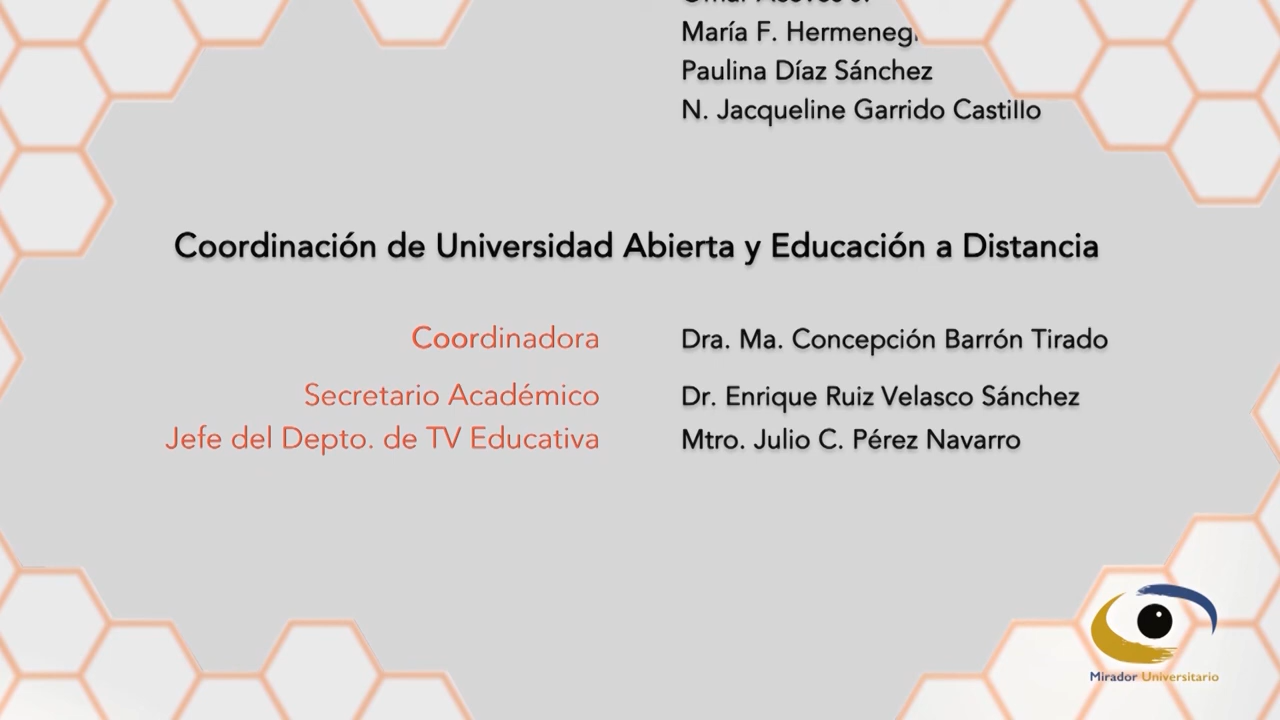 María F.
Paulina Díaz Sánchez
N. Jacqueline Garrido Castillo
Coordinación de Universidad Abierta y Educación a Distancia
Coordinadora Dra. Ma. Concepción Barrón Tirado
Secretario Académico Dr. Enrique Ruiz Velasco Sánchez
Jefe del Depto. de TV Educativa Mtro. Julio C. Pérez Navarro
Mirador Universitario